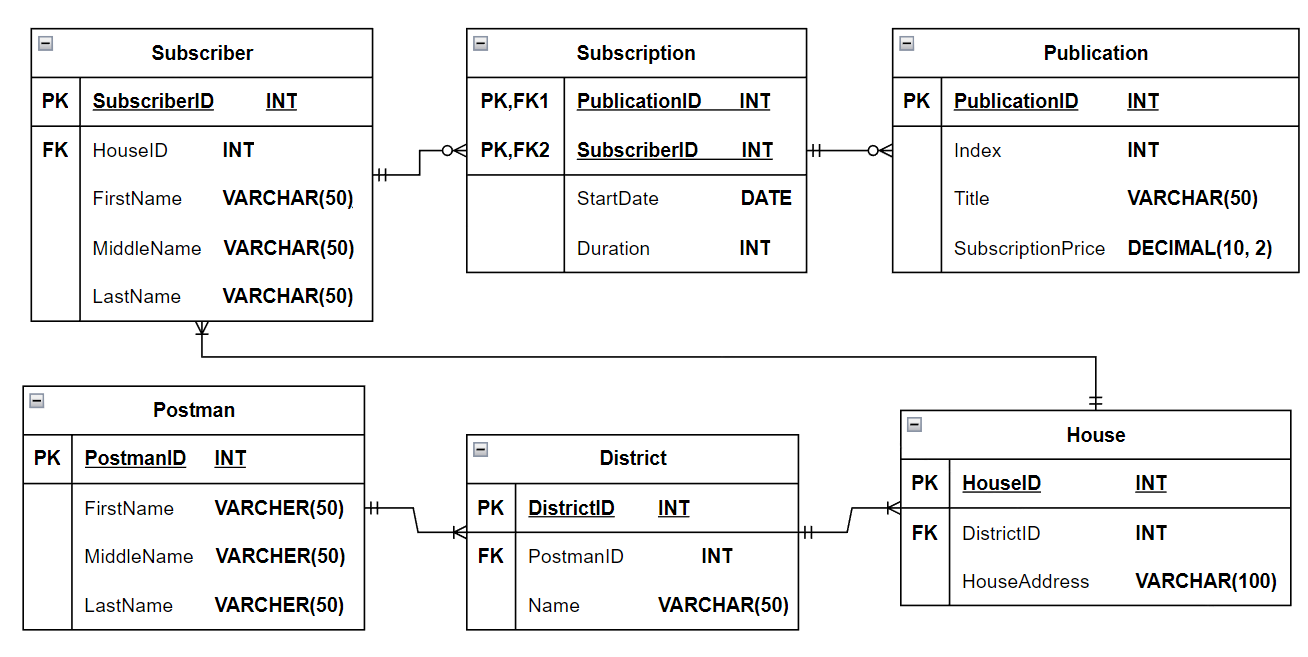 Subscriber
PK SubscriberID INT
FK HouseID INT
FirstName VARCHAR(50)
MiddleName VARCHAR(50)
LastName VARCHAR(50)
Subscription
PK,FK1 PublicationID INT
PK,FK2 SubscriberID INT
StartDate DATE
Duration INT
Publication
PK PublicationID INT
Index INT
Title VARCHAR(50)
SubscriptionPrice DECIMAL(10, 2)
Postman
PK PostmanID INT
FirstName VARCHER(50)
MiddleName VARCHER(50)
LastName VARCHER(50)
District
PK DistrictID INT
FK PostmanID INT
Name VARCHAR(50)
House
PK HouseID INT
FK DistrictID INT
HouseAddress VARCHAR(100)